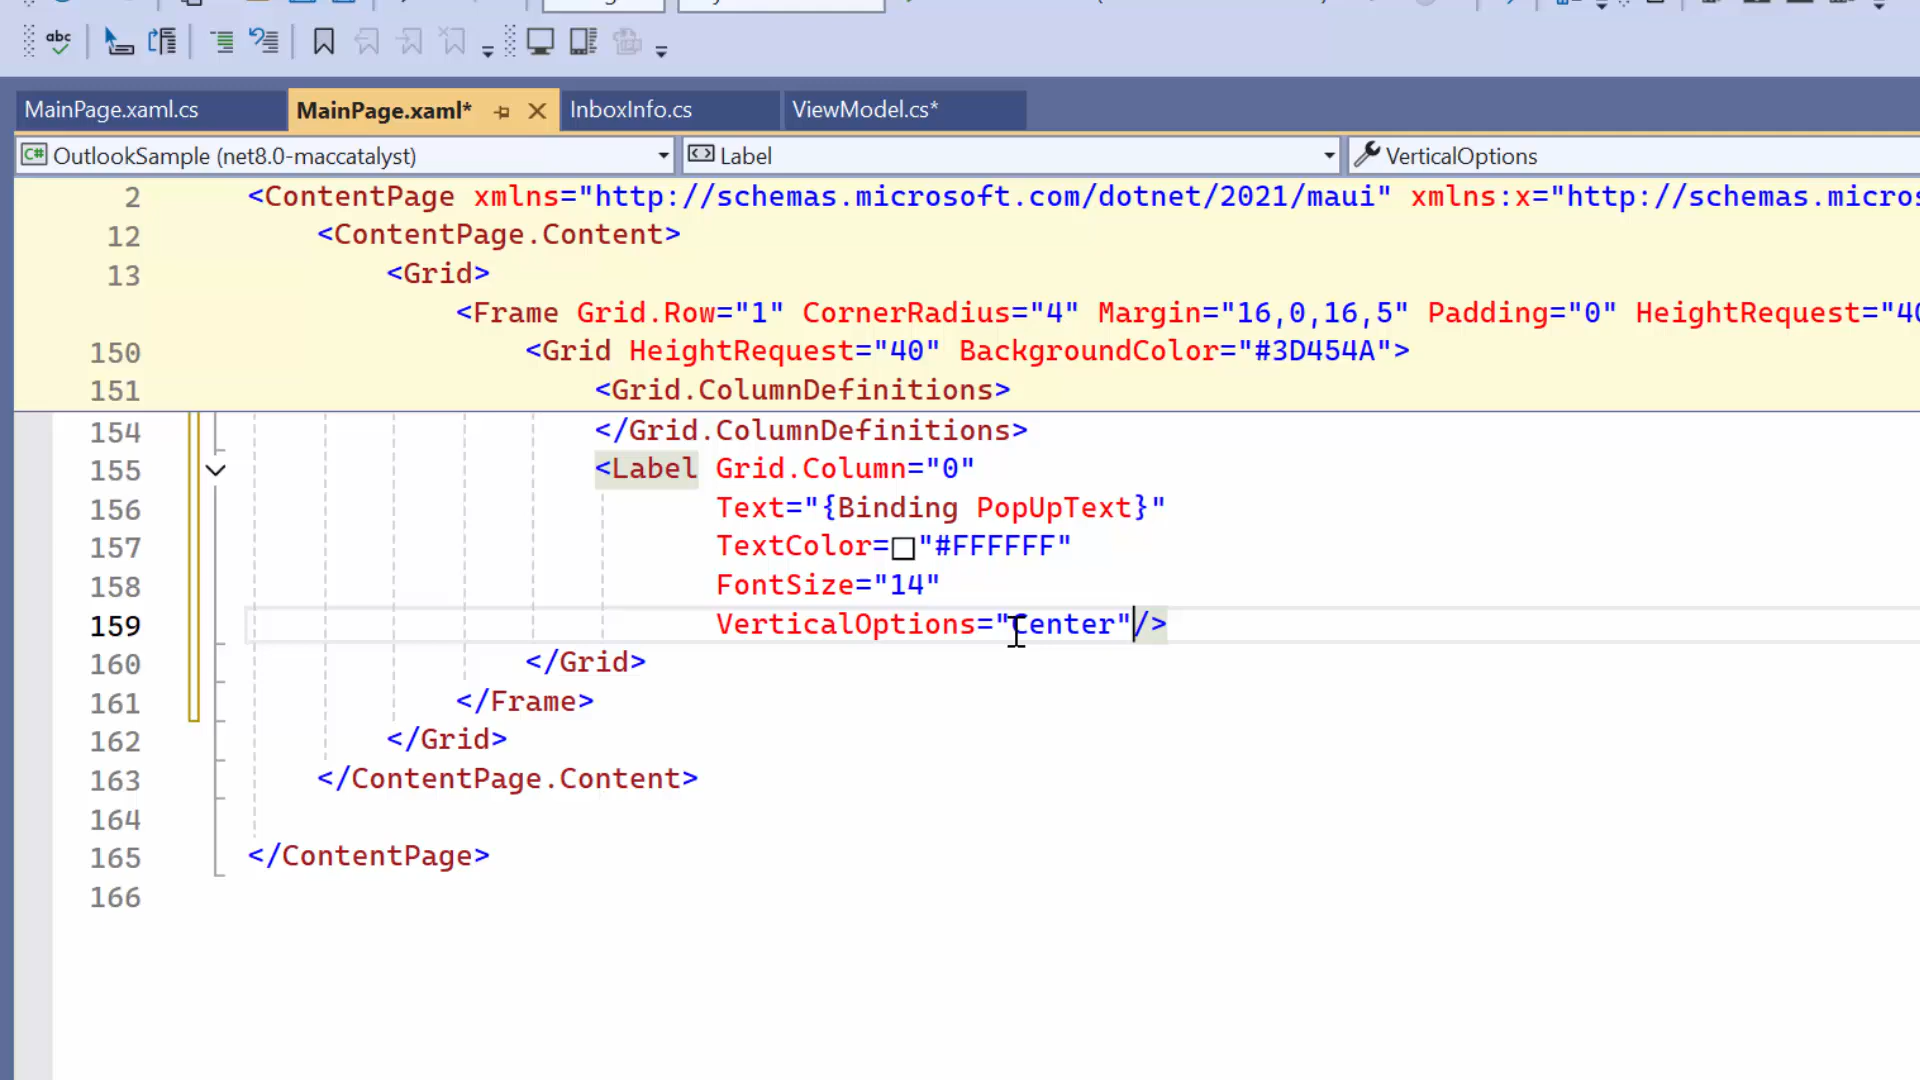 abc
MainPage.xaml.cs MainPage.xaml* InboxInfo.cs ViewModel.cs*
C# OutlookSample (net8.0-maccatalyst) Label VerticalOptions
2 <ContentPage xmlns="http://schemas.microsoft.com/dotnet/2021/maui" xmlns:x="http://schemas.micros
12 <ContentPage.Content>
13 <Grid>
<Frame Grid.Row="1" CornerRadius="4" Margin="16,0,16,5" Padding="0" HeightRequest="40
150 <Grid HeightRequest="40" BackgroundColor="#3D454A">
151 <Grid.ColumnDefinitions>
154 </Grid.ColumnDefinitions>
155 <Label Grid.Column="0"
156 Text="{Binding PopUpText}"
157 TextColor="#FFFFFF"
158 FontSize="14"
159 VerticalOptions="Center"/>
160 </Grid>
161 </Frame>
162 </Grid>
163 </ContentPage.Content>
164
165 </ContentPage>
166